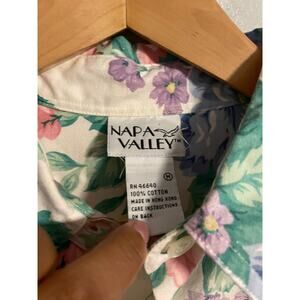 NAPA
VALLEY™
M
RN 46640
100% COTTON
MADE IN HONG KONG
CARE INSTRUCTIONS
ON BACK